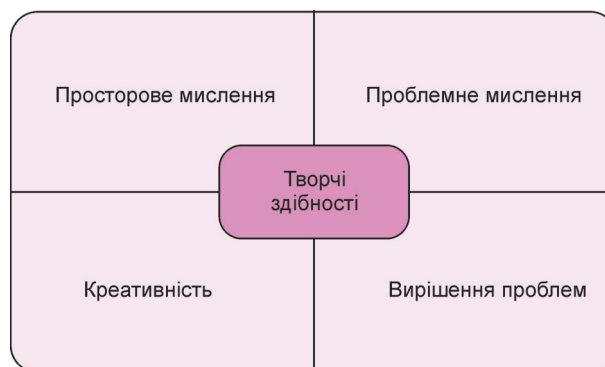 Просторове мислення
Проблемне мислення
Творчі
здібності
Креативність
Вирішення проблем